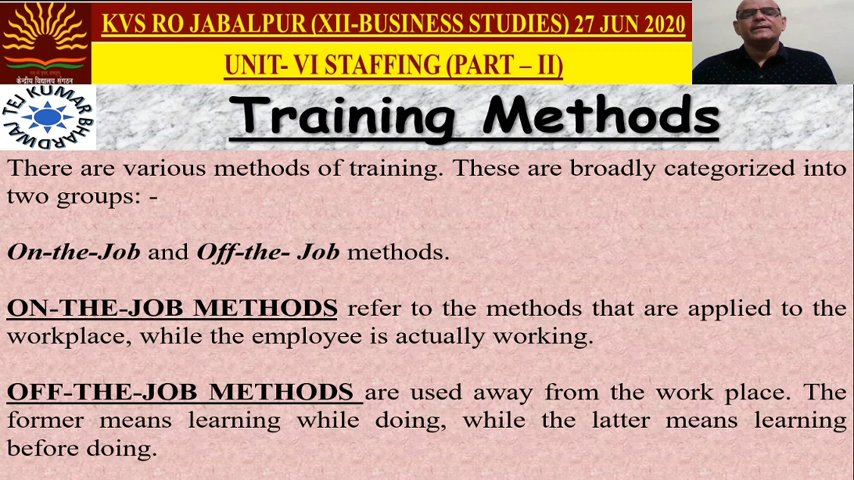 KVS RO JABALPUR (XII-BUSINESS STUDIES) 27 JUN 2020
UNIT- VI STAFFING (PART – II)
केन्द्रीय विद्यालय संगठन
TEJ KUMAR BHARDWAJ
Training Methods
There are various methods of training. These are broadly categorized into
two groups: -
On-the-Job and Off-the- Job methods.
ON-THE-JOB METHODS refer to the methods that are applied to the
workplace, while the employee is actually working.
OFF-THE-JOB METHODS are used away from the work place. The
former means learning while doing, while the latter means learning
before doing.